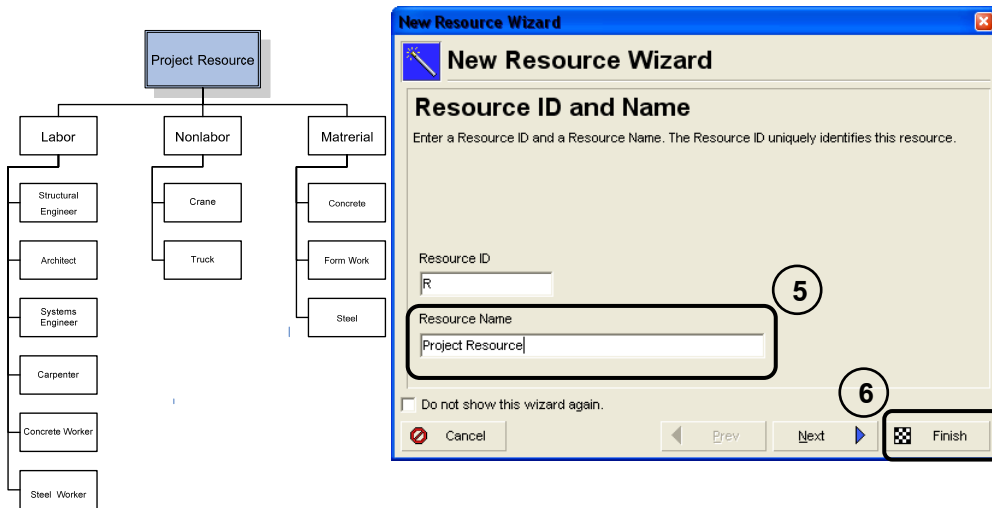 Project Resource
Labor
Nonlabor
Matrerial
Structural
Engineer
Crane
Concrete
Architect
Truck
Form Work
Systems
Engineer
Steel
Carpenter
Concrete Worker
Steel Worker
New Resource Wizard
New Resource Wizard
Resource ID and Name
Enter a Resource ID and a Resource Name. The Resource ID uniquely identifies this resource.
Resource ID
R
5
Resource Name
Project Resource
6
Do not show this wizard again.
Cancel
Prev
Next
Finish